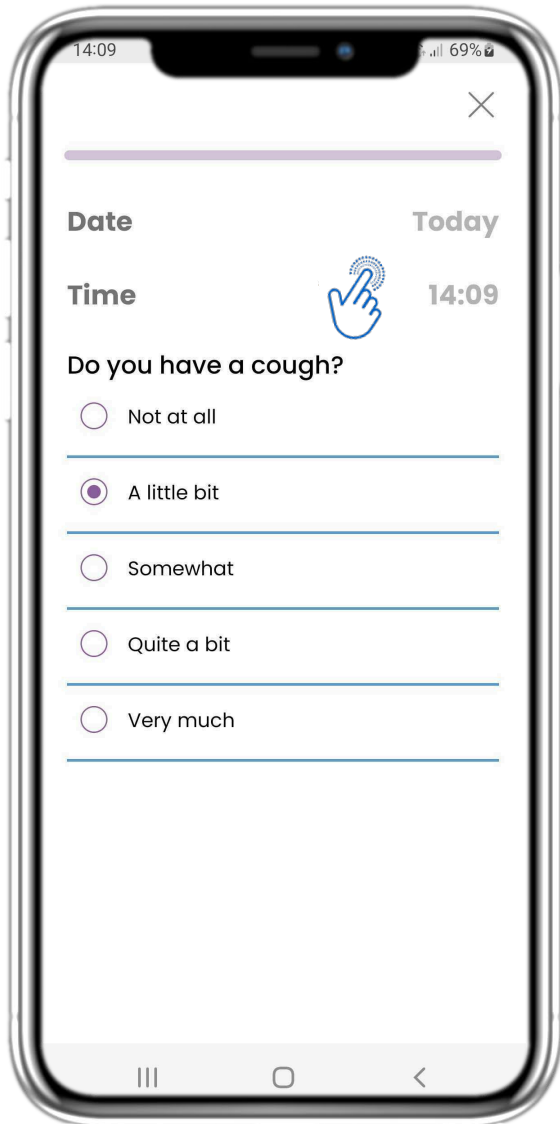 14:09 69%
Date Today
Time 14:09
Do you have a cough?
Not at all
A little bit
Somewhat
Quite a bit
Very much